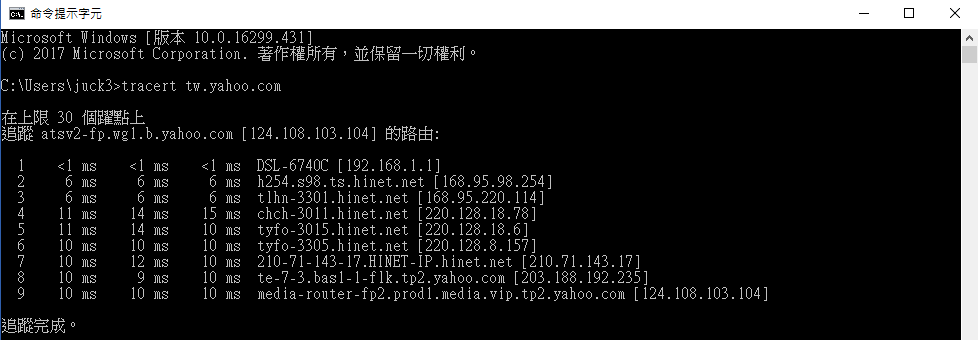 命令提示字元
Microsoft Windows [版本 10.0.16299.431]
(c) 2017 Microsoft Corporation. 著作權所有，並保留一切權利。
C:\Users\juck3>tracert tw.yahoo.com
在上限 30 個躍點上
追蹤 atsv2-fp.wg1.b.yahoo.com [124.108.103.104] 的路由:
1 <1 ms <1 ms <1 ms DSL-6740C [192.168.1.1]
2 6 ms 6 ms 6 ms h254.s98.ts.hinet.net [168.95.98.254]
3 6 ms 6 ms 6 ms tlhn-3301.hinet.net [168.95.220.114]
4 11 ms 14 ms 15 ms chch-3011.hinet.net [220.128.18.78]
5 11 ms 14 ms 10 ms tyfo-3015.hinet.net [220.128.18.6]
6 10 ms 10 ms 10 ms tyfo-3305.hinet.net [220.128.8.157]
7 10 ms 12 ms 10 ms 210-71-143-17.HINET-IP.hinet.net [210.71.143.17]
8 10 ms 9 ms 10 ms te-7-3.bas1-1-flk.tp2.yahoo.com [203.188.192.235]
9 10 ms 10 ms 10 ms media-router-fp2.prod1.media.vip.tp2.yahoo.com [124.108.103.104]
追蹤完成。